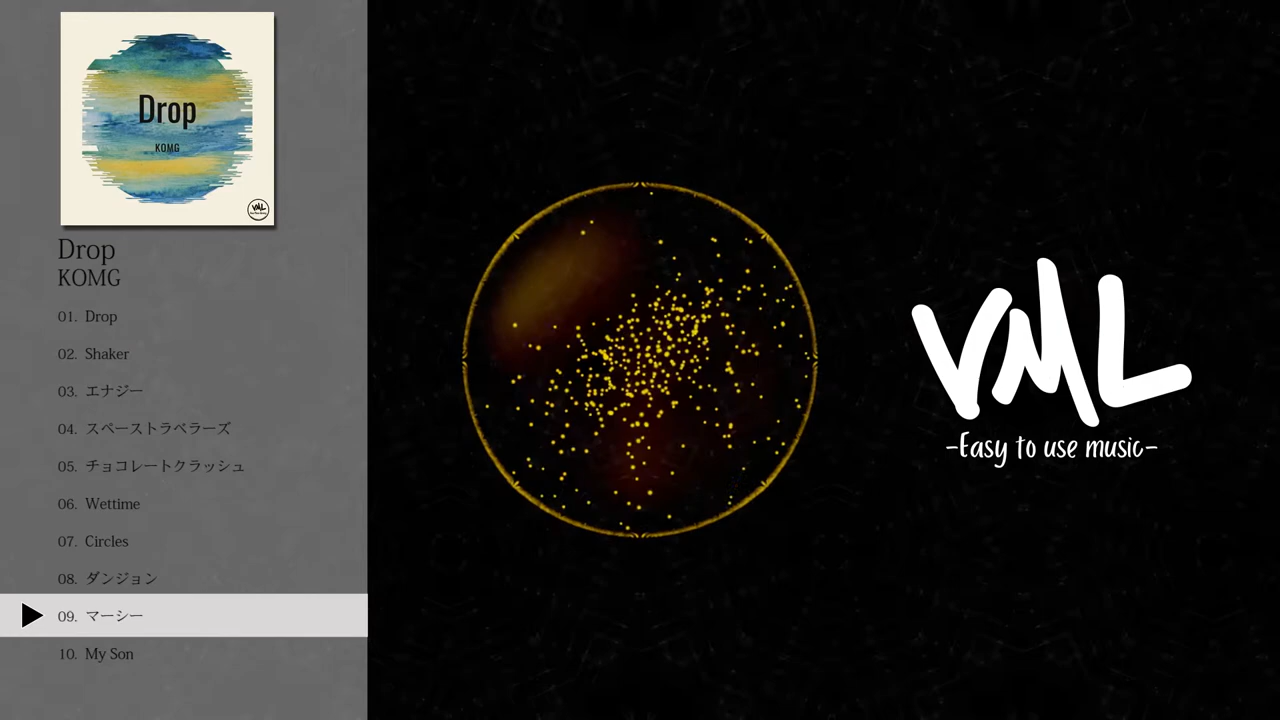 Drop
KOMG
VML
Drop
KOMG
01. Drop
02. Shaker
03. エナジー
04. スペーストラベラーズ
05. チョコレートクラッシュ
06. Wettime
07. Circles
08. ダンジョン
09. マーシー
10. My Son
VML
-Easy to use music-